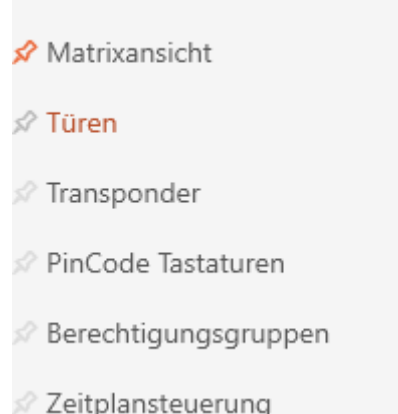 Matrixansicht
Türen
Transponder
PinCode Tastaturen
Berechtigungsgruppen
Zeitplansteuerung